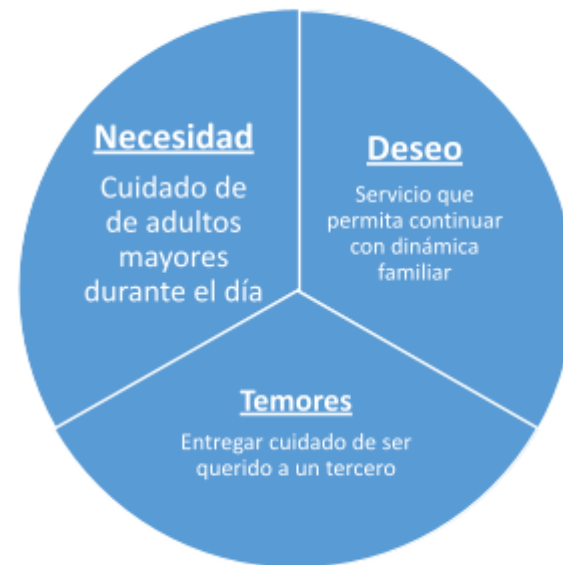 Necesidad
Cuidado de
de adultos
mayores
durante el día
Deseo
Servicio que
permita continuar
con dinámica
familiar
Temores
Entregar cuidado de ser
querido a un tercero